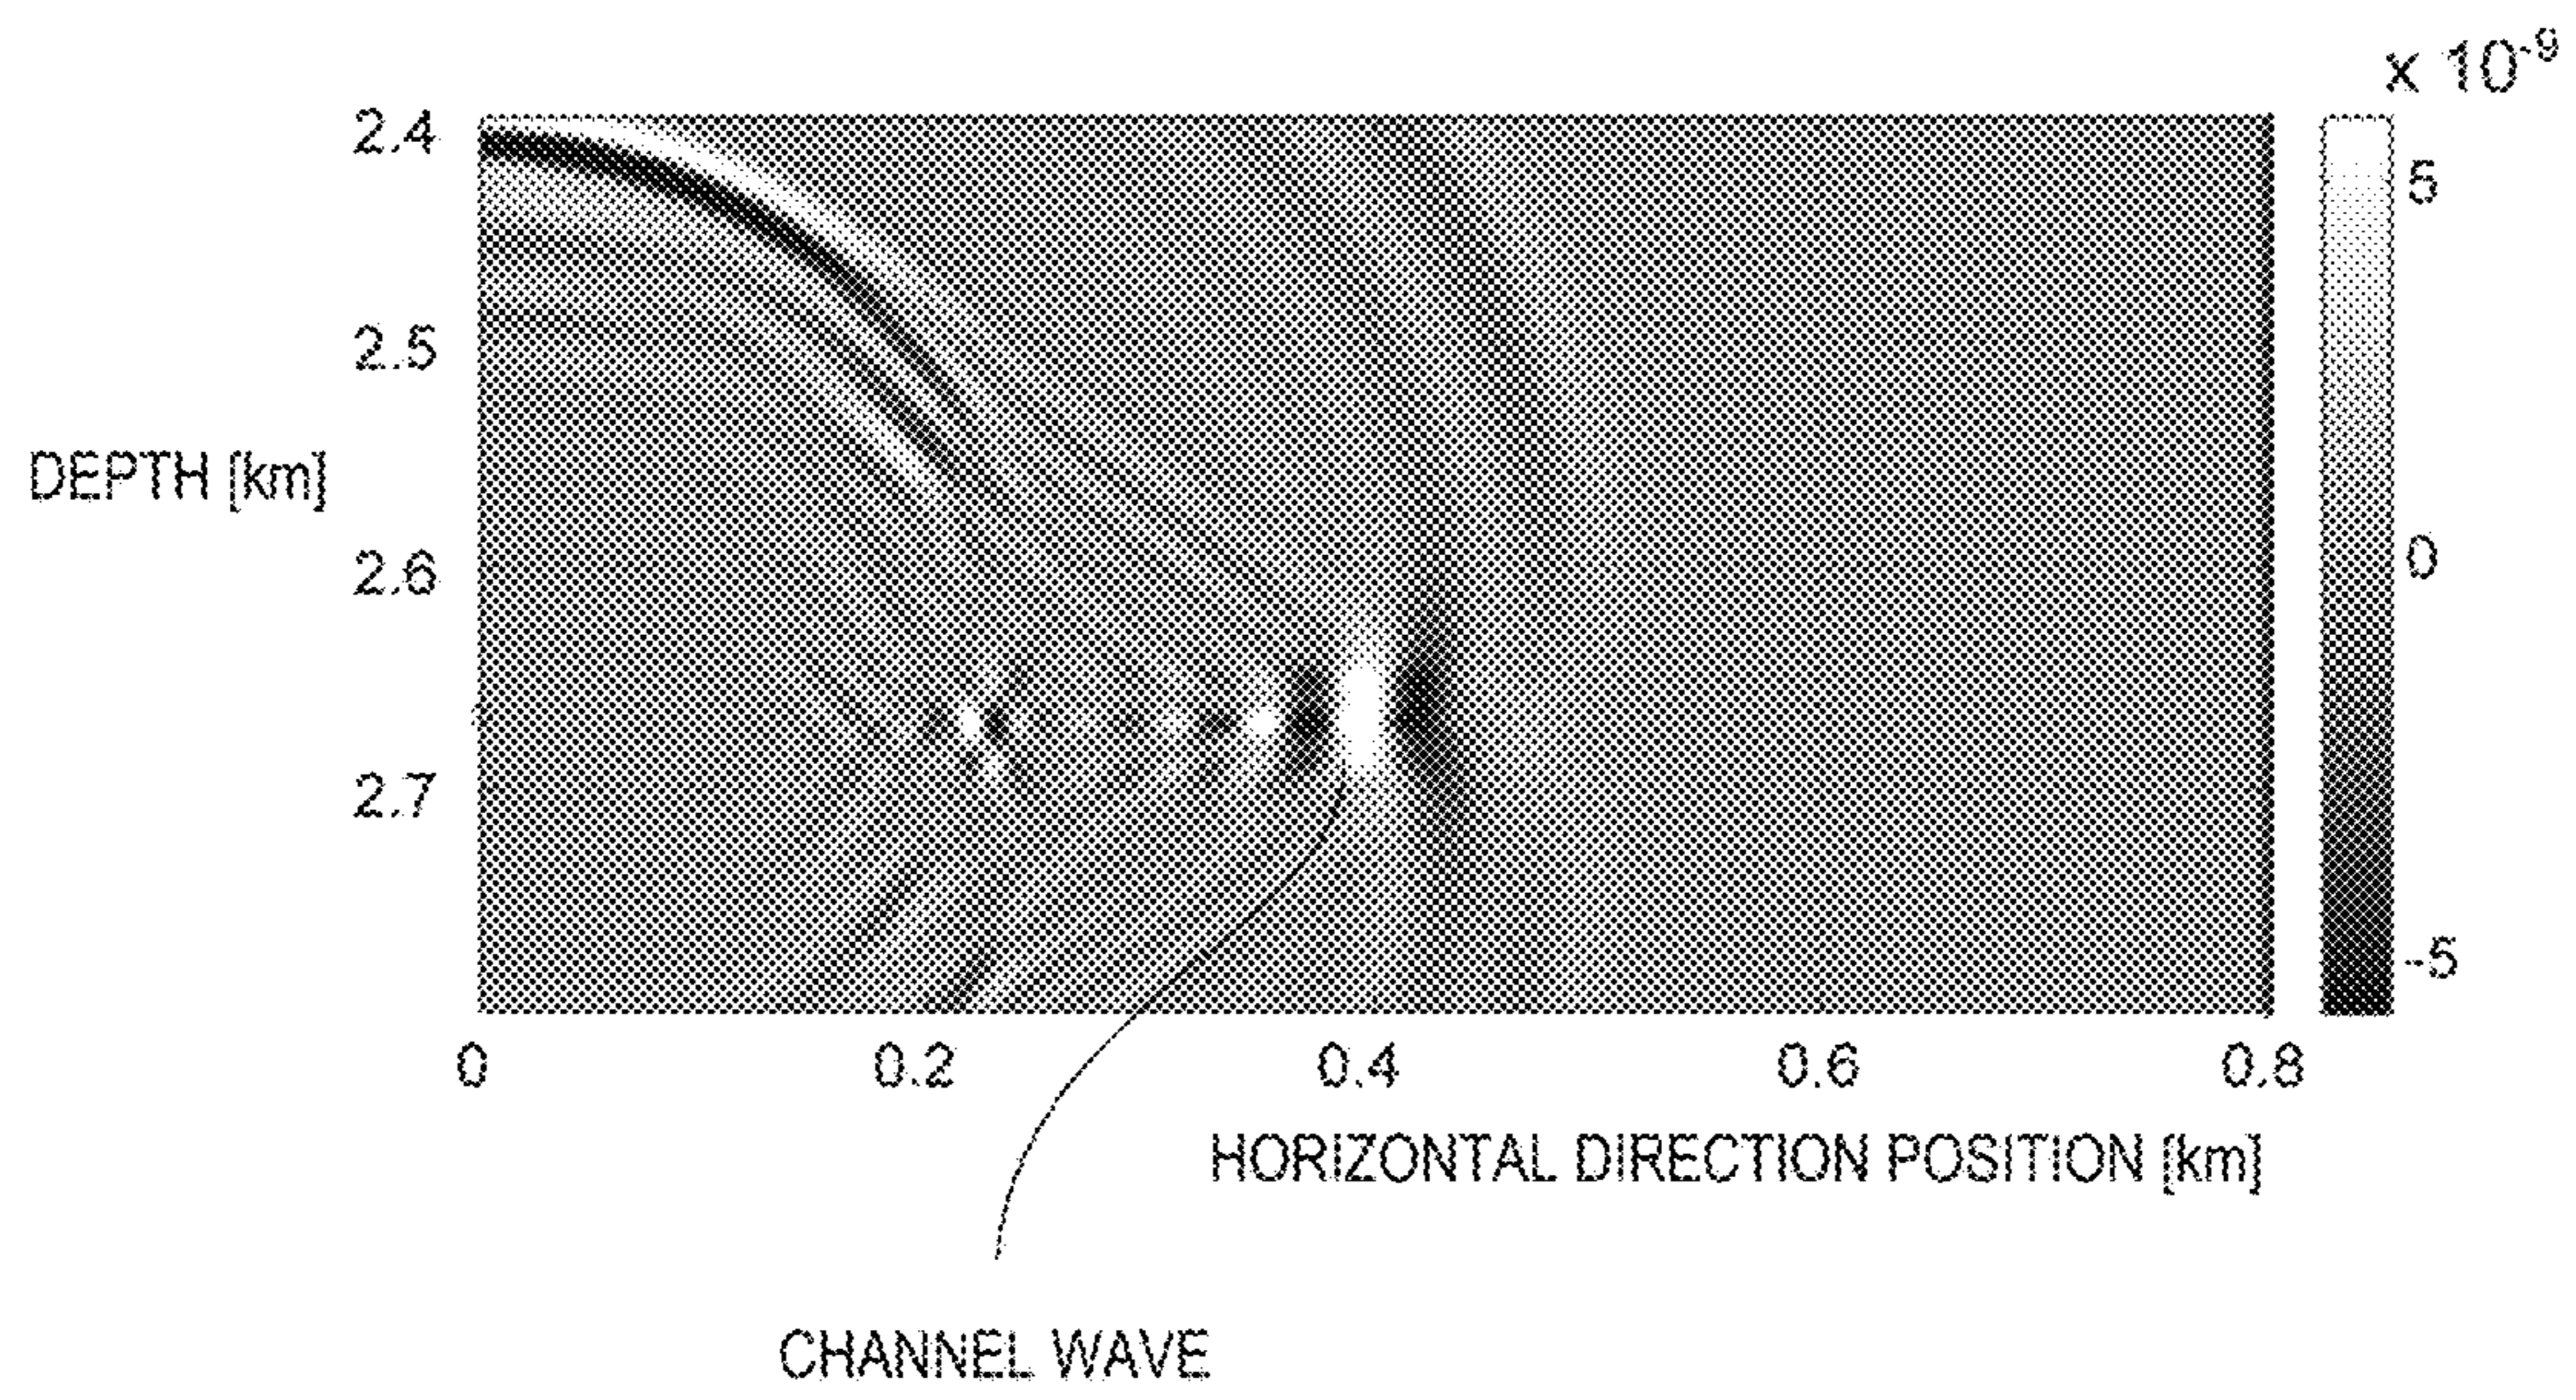 x 10⁻⁹
2.4
5
2.5
DEPTH [km]
0
2.6
2.7
-5
0 0.2 0.4 0.6 0.8
HORIZONTAL DIRECTION POSITION [km]
CHANNEL WAVE